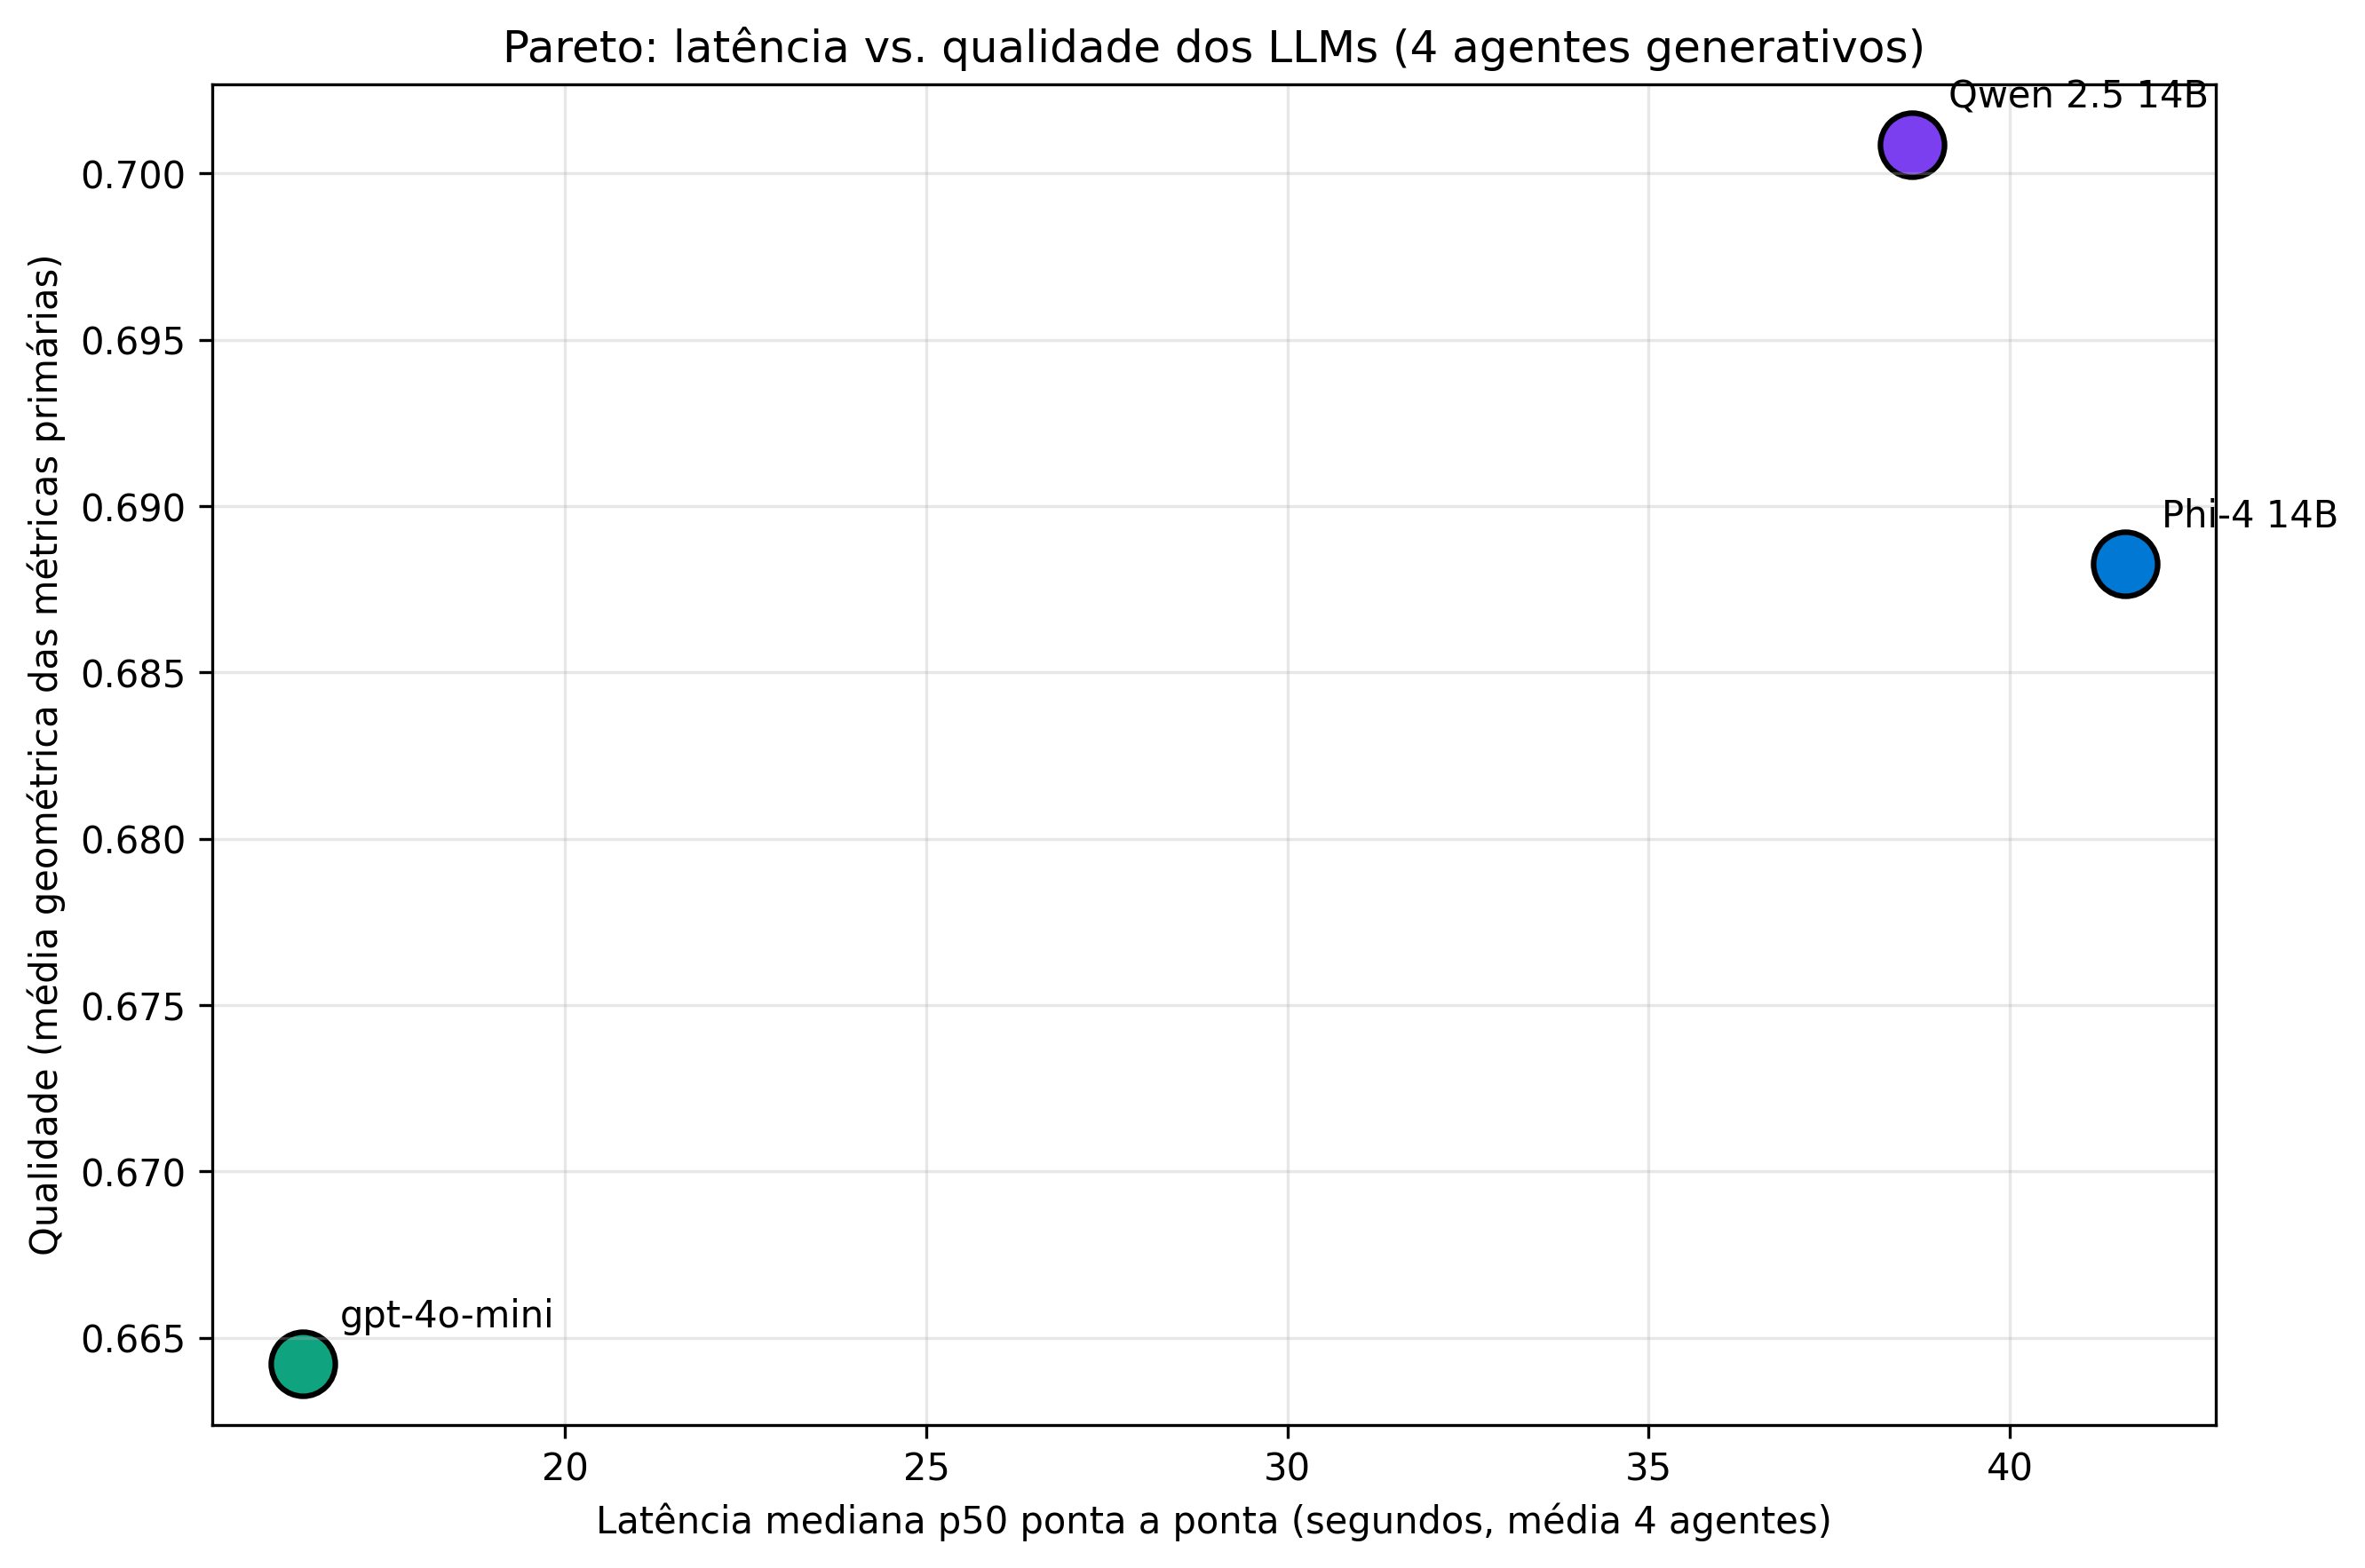 Pareto: latência vs. qualidade dos LLMs (4 agentes generativos)
Qwen 2.5 14B
0.700
0.695
Phi-4 14B
0.690
0.685
0.680
0.675
0.670
gpt-4o-mini
0.665
Qualidade (média geométrica das métricas primárias)
20 25 30 35 40
Latência mediana p50 ponta a ponta (segundos, média 4 agentes)